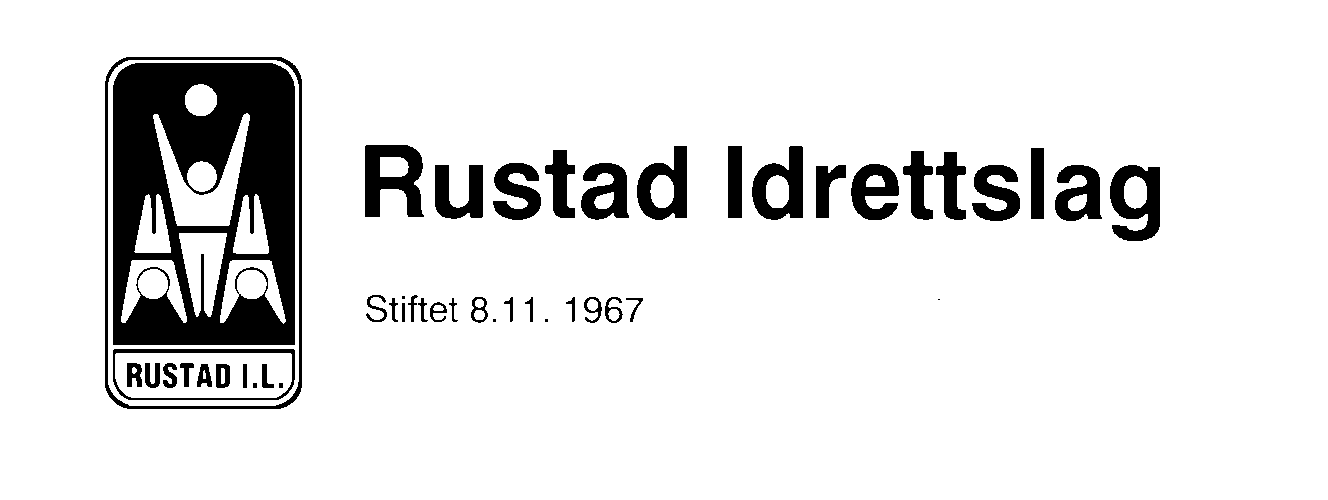 Rustad Idrettslag
Stiftet 8.11. 1967
RUSTAD I.L.